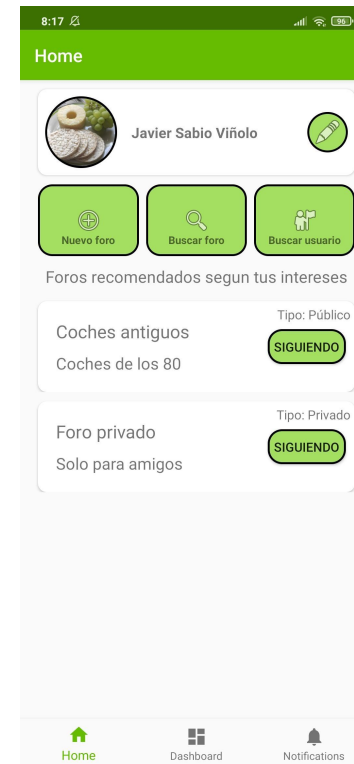 8:17 96
Home
Javier Sabio Viñolo
Nuevo foro Buscar foro Buscar usuario
Foros recomendados segun tus intereses
Tipo: Público
Coches antiguos
SIGUIENDO
Coches de los 80
Tipo: Privado
Foro privado
SIGUIENDO
Solo para amigos
Home Dashboard Notifications